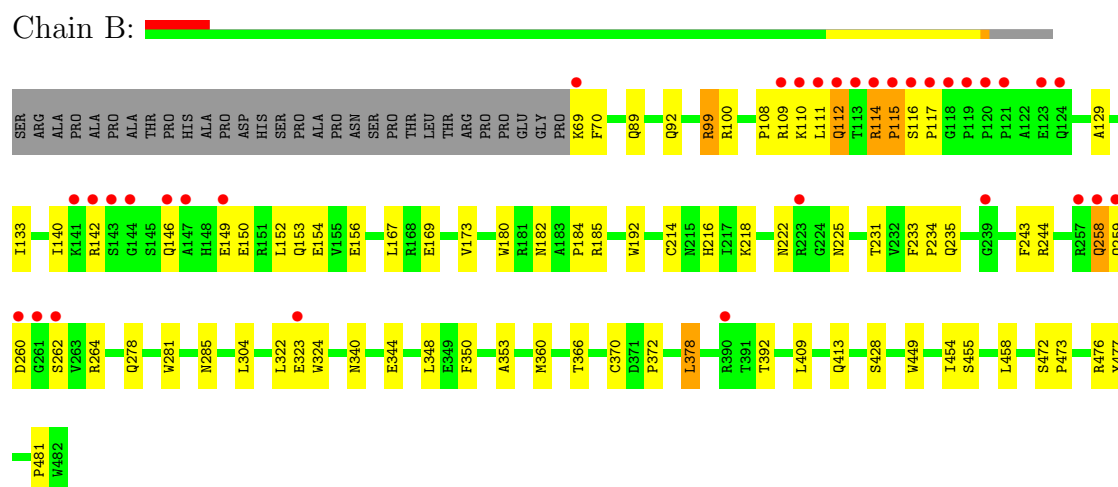 Chain B:
SER ARG ALA PRO ALA PRO ALA THR PRO HIS ALA PRO ASP HIS SER PRO ALA PRO ASN SER PRO THR LEU THR ARG PRO PRO GLU GLY PRO K69 F70 Q89 Q92 R99 R100 P108 R109 K110 L111 Q112 T113 R114 P115 S116 P117 G118 P119 P120 P121 A122 E123 Q124 A129
I133 I140 K141 R142 S143 G144 S145 Q146 A147 H148 E149 E150 R151 L152 Q153 E154 V155 E156 L167 R168 E169 V173 W180 R181 N182 A183 P184 R185 W192 C214 N215 H216 I217 K218 N222 R223 G224 N225 T231 V232 F233 P234 Q235 G239 F243 R244 R257 Q258 Q259
D260 G261 S262 V263 R264 Q278 W281 N285 L304 L322 E323 W324 N340 E344 L348 E349 F350 A353 M360 T366 C370 D371 P372 L378 R390 T391 T392 L409 Q413 S428 W449 I454 S455 L458 S472 P473 R476 Y477
P481 W482